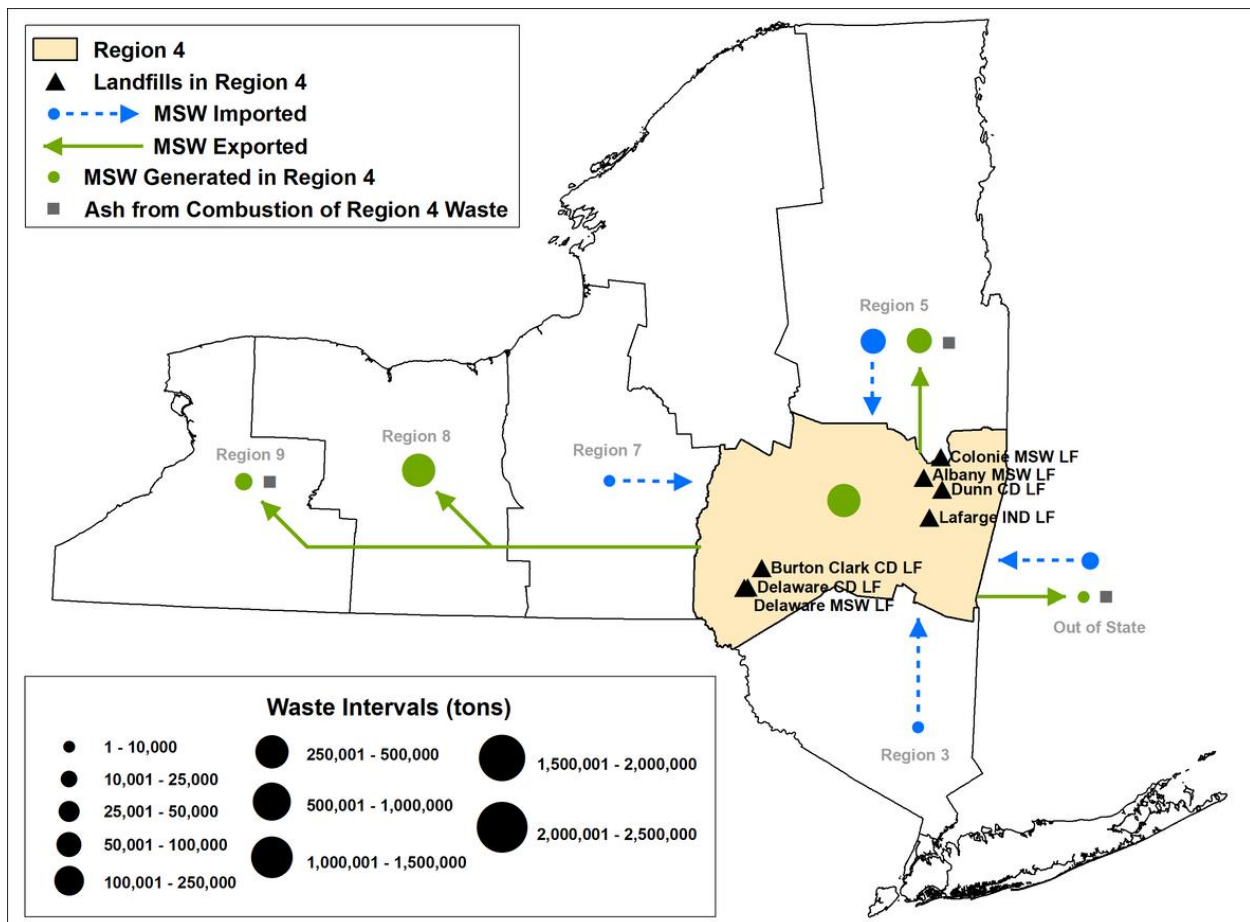 Region 4
Landfills in Region 4
MSW Imported
MSW Exported
MSW Generated in Region 4
Ash from Combustion of Region 4 Waste
Region 5
Region 9
Region 8
Region 7
Colonie MSW LF
Albany MSW LF
Dunn CD LF
Lafarge IND LF
Burton Clark CD LF
Delaware CD LF
Delaware MSW LF
Out of State
Region 3
Waste Intervals (tons)
1 - 10,000
10,001 - 25,000
25,001 - 50,000
50,001 - 100,000
100,001 - 250,000
250,001 - 500,000
500,001 - 1,000,000
1,000,001 - 1,500,000
1,500,001 - 2,000,000
2,000,001 - 2,500,000